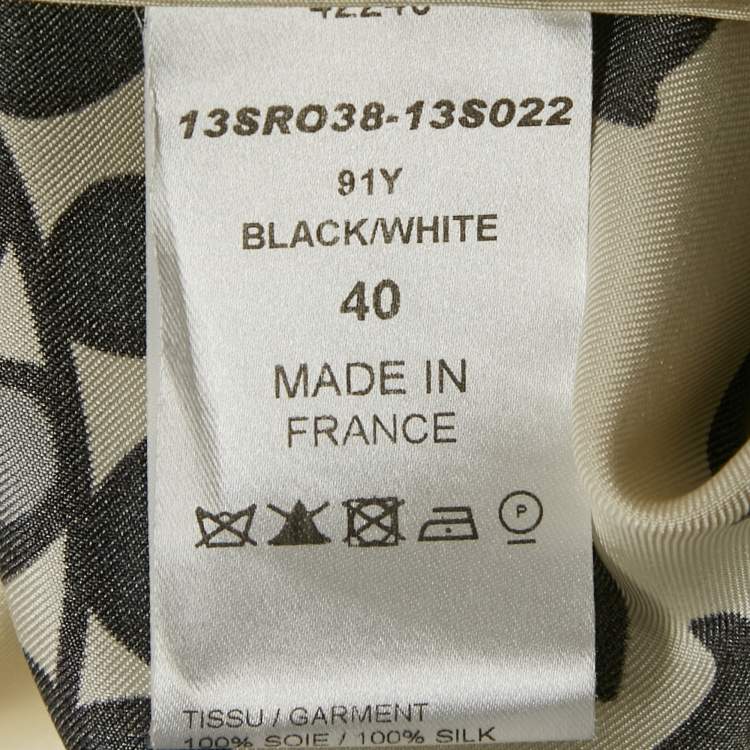 13SRO38-13S022
91Y
BLACK/WHITE
40
MADE IN
FRANCE
P
TISSU / GARMENT
100% SOIE / 100% SILK